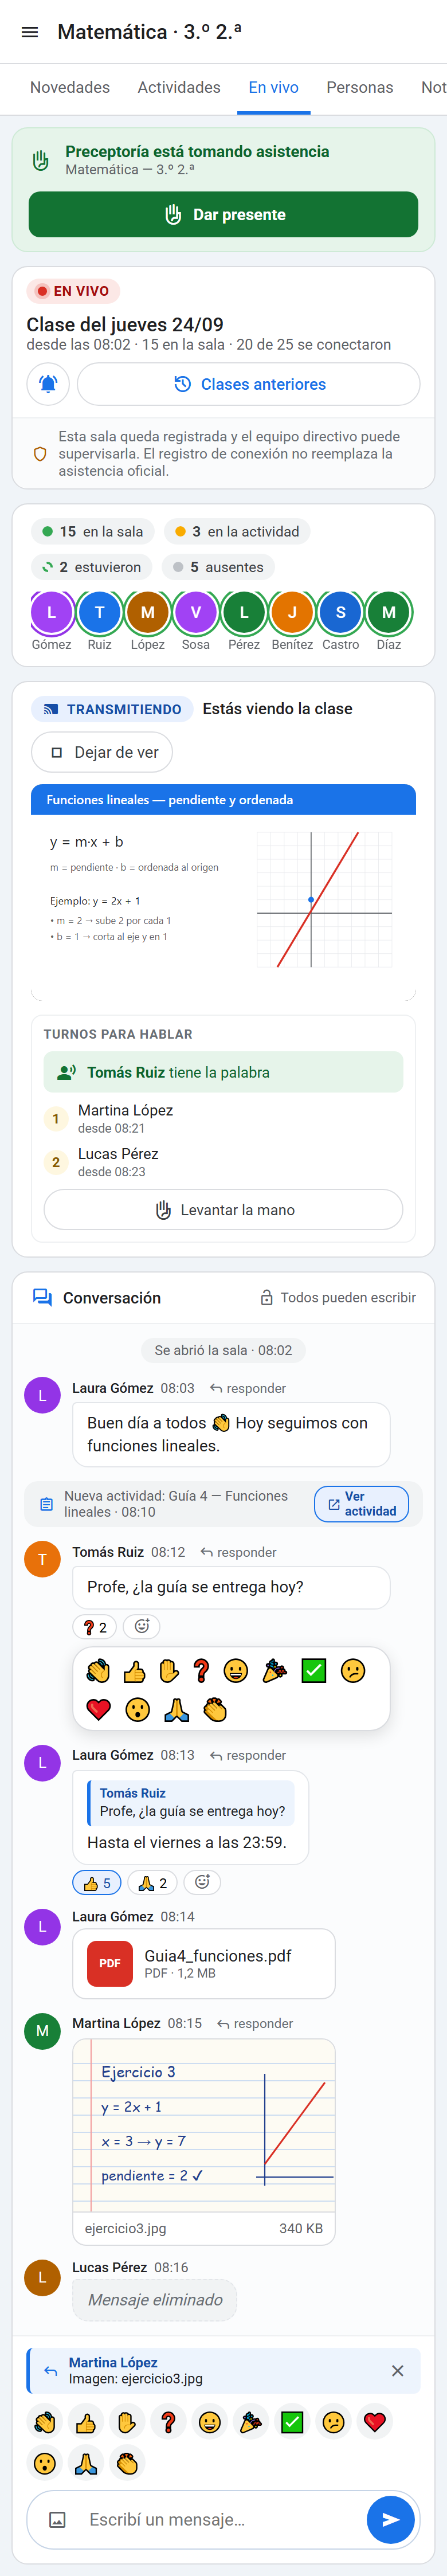 Matemática · 3.º 2.ª
Novedades Actividades En vivo Personas Not
Preceptoría está tomando asistencia
Matemática — 3.º 2.ª
Dar presente
EN VIVO
Clase del jueves 24/09
desde las 08:02 · 15 en la sala · 20 de 25 se conectaron
Clases anteriores
Esta sala queda registrada y el equipo directivo puede
supervisarla. El registro de conexión no reemplaza la
asistencia oficial.
15 en la sala 3 en la actividad
2 estuvieron 5 ausentes
L T M V L J S M
Gómez Ruiz López Sosa Pérez Benítez Castro Díaz
TRANSMITIENDO Estás viendo la clase
Dejar de ver
Funciones lineales — pendiente y ordenada
y = m·x + b
m = pendiente · b = ordenada al origen
Ejemplo: y = 2x + 1
• m = 2 → sube 2 por cada 1
• b = 1 → corta al eje y en 1
TURNOS PARA HABLAR
Tomás Ruiz tiene la palabra
1 Martina López
desde 08:21
2 Lucas Pérez
desde 08:23
Levantar la mano
Conversación Todos pueden escribir
Se abrió la sala · 08:02
L Laura Gómez 08:03 responder
Buen día a todos 👋 Hoy seguimos con
funciones lineales.
Nueva actividad: Guía 4 — Funciones
lineales · 08:10
Ver
actividad
T Tomás Ruiz 08:12 responder
Profe, ¿la guía se entrega hoy?
❓ 2
👋 👍 ✋ ❓ 😀 🎉 ✅ 😕
❤️ 😮 🙏 👏
L Laura Gómez 08:13 responder
Tomás Ruiz
Profe, ¿la guía se entrega hoy?
Hasta el viernes a las 23:59.
👍 5 🙏 2
L Laura Gómez 08:14
PDF Guia4_funciones.pdf
PDF · 1,2 MB
M Martina López 08:15 responder
Ejercicio 3
y = 2x + 1
x = 3 → y = 7
pendiente = 2 ✓
ejercicio3.jpg 340 KB
L Lucas Pérez 08:16
Mensaje eliminado
Martina López
Imagen: ejercicio3.jpg
👋 👍 ✋ ❓ 😀 🎉 ✅ 😕 ❤️
😮 🙏 👏
Escribí un mensaje…